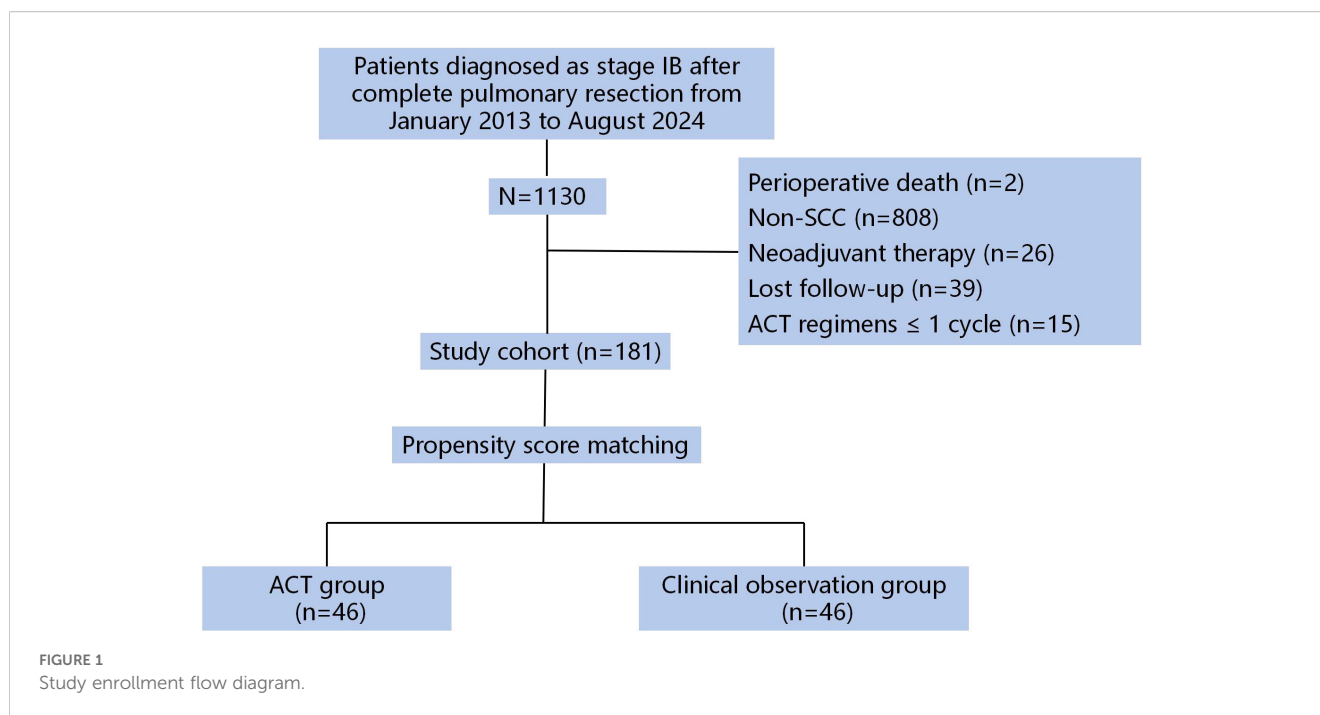 Patients diagnosed as stage IB after
complete pulmonary resection from
January 2013 to August 2024
N=1130
Perioperative death (n=2)
Non-SCC (n=808)
Neoadjuvant therapy (n=26)
Lost follow-up (n=39)
ACT regimens ≤ 1 cycle (n=15)
Study cohort (n=181)
Propensity score matching
ACT group
(n=46)
Clinical observation group
(n=46)
FIGURE 1
Study enrollment flow diagram.